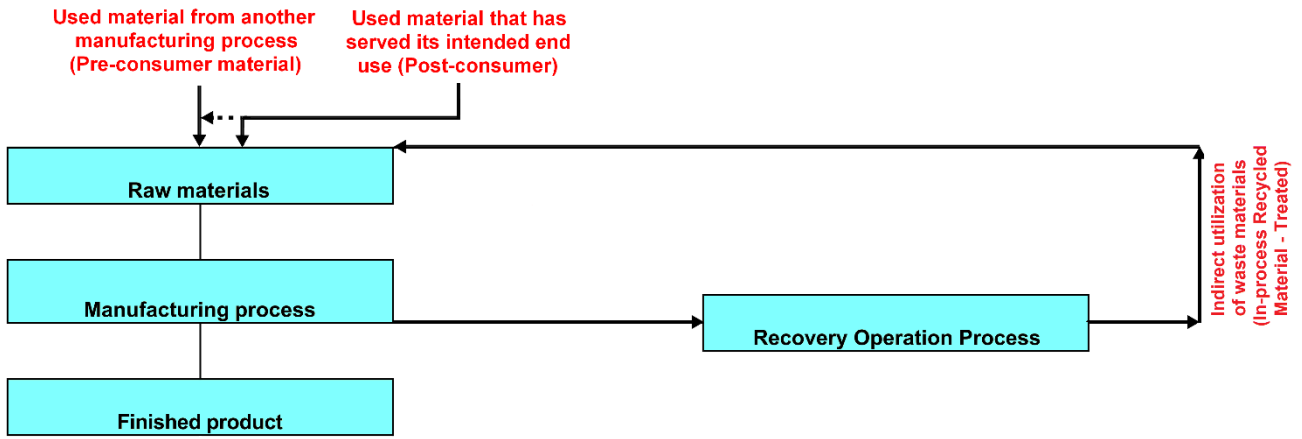 Used material from another
manufacturing process
(Pre-consumer material)
Used material that has
served its intended end
use (Post-consumer)
Raw materials
Manufacturing process
Recovery Operation Process
Finished product
Indirect utilization
of waste materials
(In-process Recycled
Material - Treated)